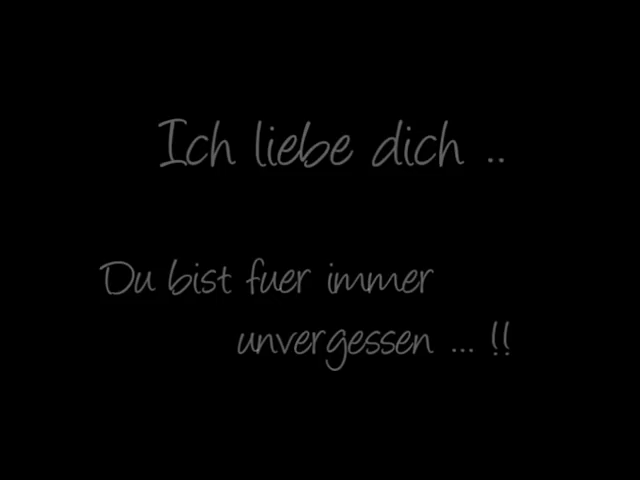 Ich liebe dich ..
Du bist fuer immer
unvergessen ... !!